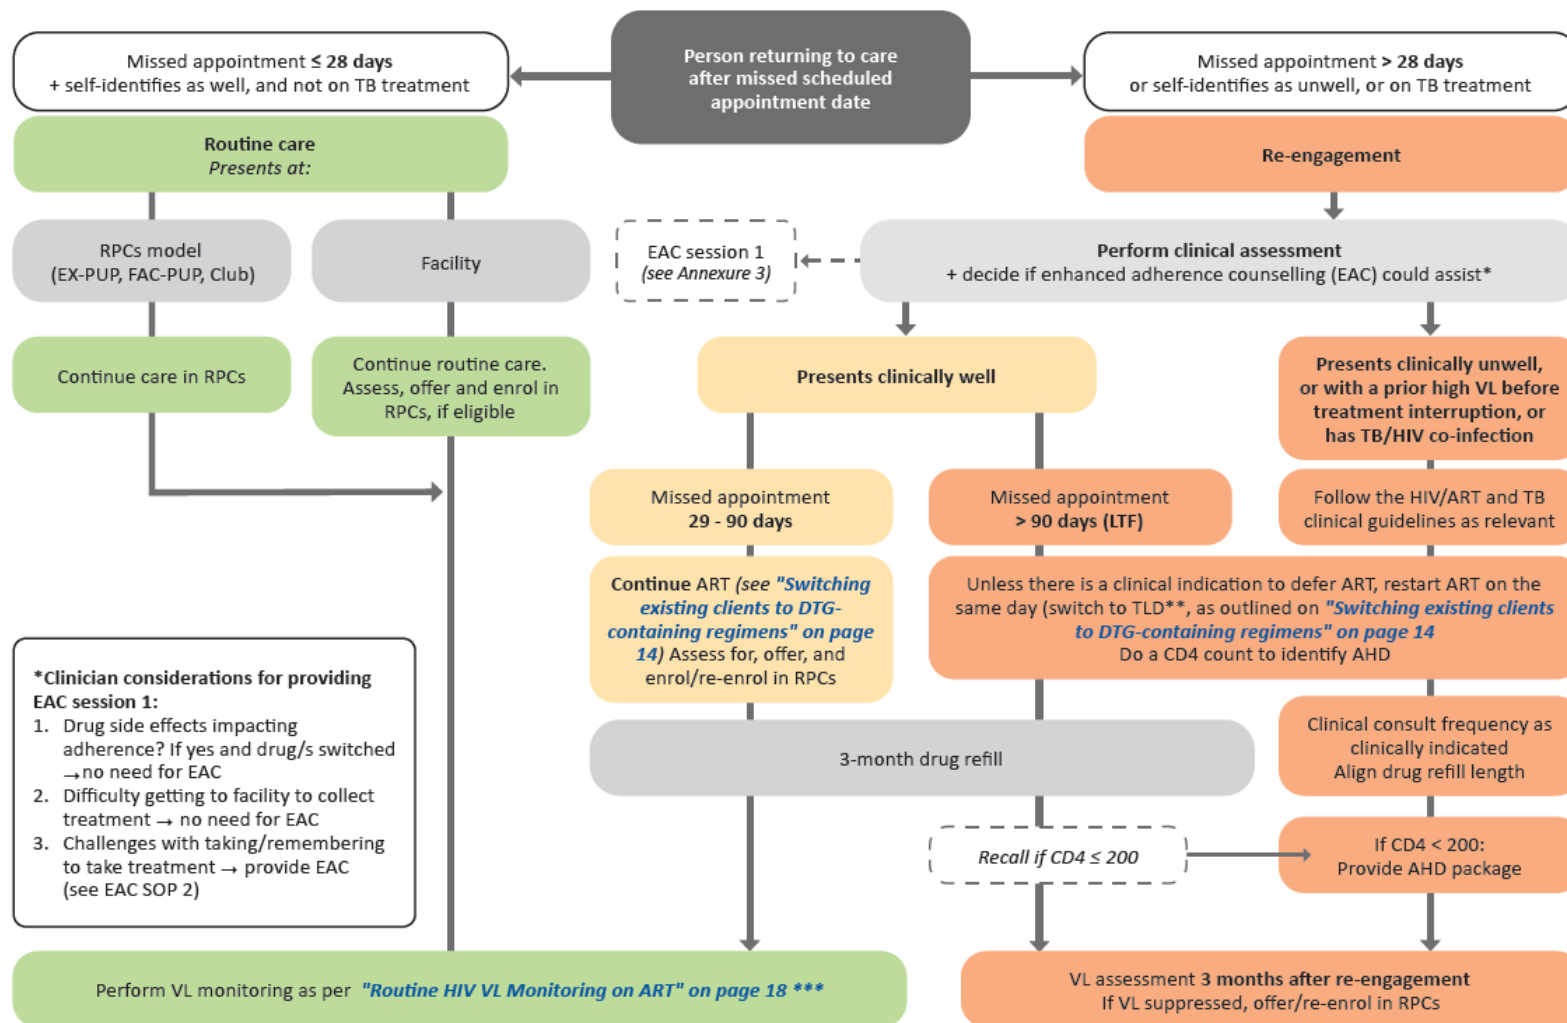 Person returning to care
after missed scheduled
appointment date
Missed appointment ≤ 28 days
+ self-identifies as well, and not on TB treatment
Missed appointment > 28 days
or self-identifies as unwell, or on TB treatment
Routine care
Presents at:
Re-engagement
RPCs model
(EX-PUP, FAC-PUP, Club)
Facility
EAC session 1
(see Annexure 3)
Perform clinical assessment
+ decide if enhanced adherence counselling (EAC) could assist*
Continue care in RPCs
Continue routine care.
Assess, offer and enrol in
RPCs, if eligible
Presents clinically well
Presents clinically unwell,
or with a prior high VL before
treatment interruption, or
has TB/HIV co-infection
Missed appointment
29 - 90 days
Missed appointment
> 90 days (LTF)
Follow the HIV/ART and TB
clinical guidelines as relevant
Continue ART (see "Switching
existing clients to DTG-
containing regimens" on page
14) Assess for, offer, and
enrol/re-enrol in RPCs
Unless there is a clinical indication to defer ART, restart ART on the
same day (switch to TLD**, as outlined on "Switching existing clients
to DTG-containing regimens" on page 14
Do a CD4 count to identify AHD
*Clinician considerations for providing
EAC session 1:
1. Drug side effects impacting
adherence? If yes and drug/s switched
→no need for EAC
2. Difficulty getting to facility to collect
treatment → no need for EAC
3. Challenges with taking/remembering
to take treatment → provide EAC
(see EAC SOP 2)
3-month drug refill
Clinical consult frequency as
clinically indicated
Align drug refill length
Recall if CD4 ≤ 200
If CD4 < 200:
Provide AHD package
Perform VL monitoring as per "Routine HIV VL Monitoring on ART" on page 18 ***
VL assessment 3 months after re-engagement
If VL suppressed, offer/re-enrol in RPCs